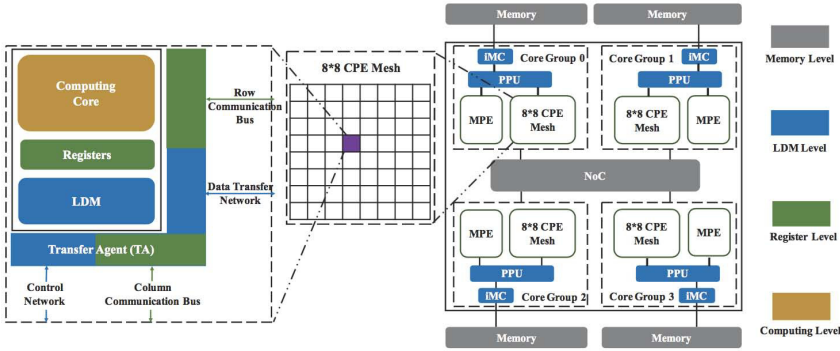 Computing
Core
Registers
LDM
Transfer Agent (TA)
Control
Network
Column
Communication Bus
Row
Communication
Bus
Data Transfer
Network
8*8 CPE Mesh
Memory
Memory
iMC
Core Group 0
PPU
MPE
8*8 CPE
Mesh
Core Group 1
iMC
PPU
8*8 CPE
Mesh
MPE
NoC
MPE
8*8 CPE
Mesh
PPU
iMC
Core Group 2
8*8 CPE
Mesh
MPE
PPU
Core Group 3
iMC
Memory
Memory
Memory Level
LDM Level
Register Level
Computing Level